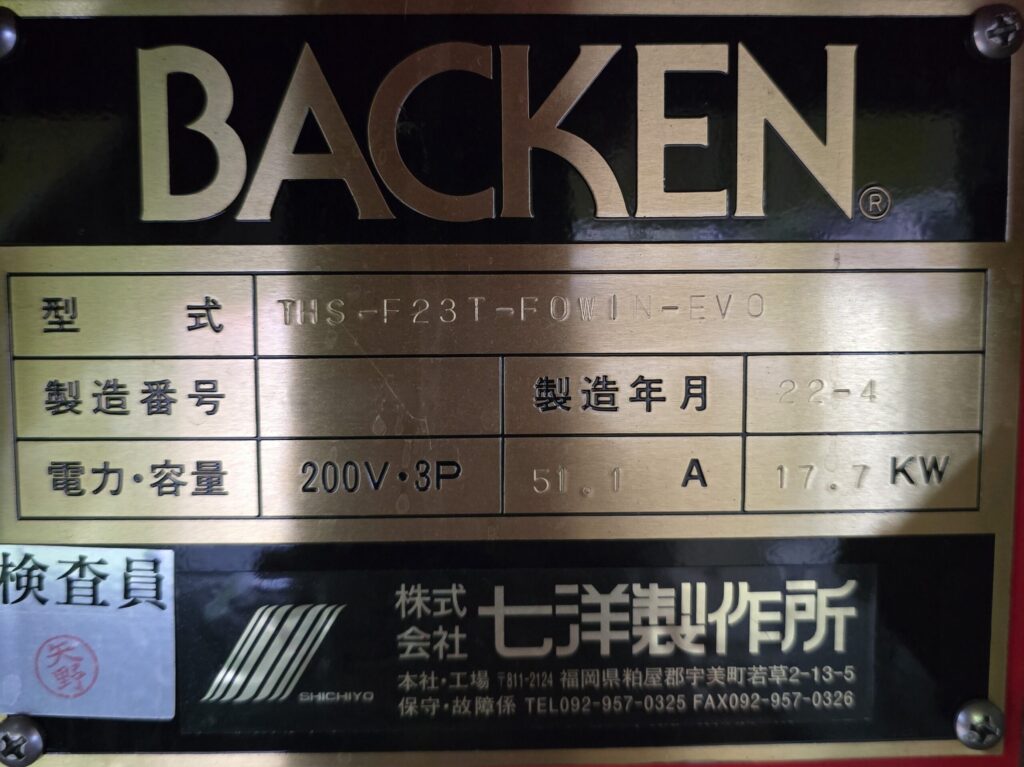 BACKEN®
型式 THS-F23T-FOWIN-EVO
製造番号 製造年月 22-4
電力・容量 200V・3P 51.1 A 17.7 KW
検査員
矢野
SHICHIYO
株式会社 七洋製作所
本社・工場 〒811-2124 福岡県粕屋郡宇美町若草2-13-5
保守・故障係 TEL092-957-0325 FAX092-957-0326